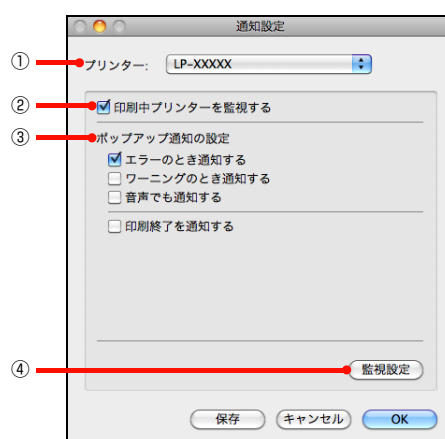 通知設定
① プリンター: LP-XXXXX
② 印刷中プリンターを監視する
③ ポップアップ通知の設定
エラーのとき通知する
ワーニングのとき通知する
音声でも通知する
印刷終了を通知する
④ 監視設定
保存 キャンセル OK